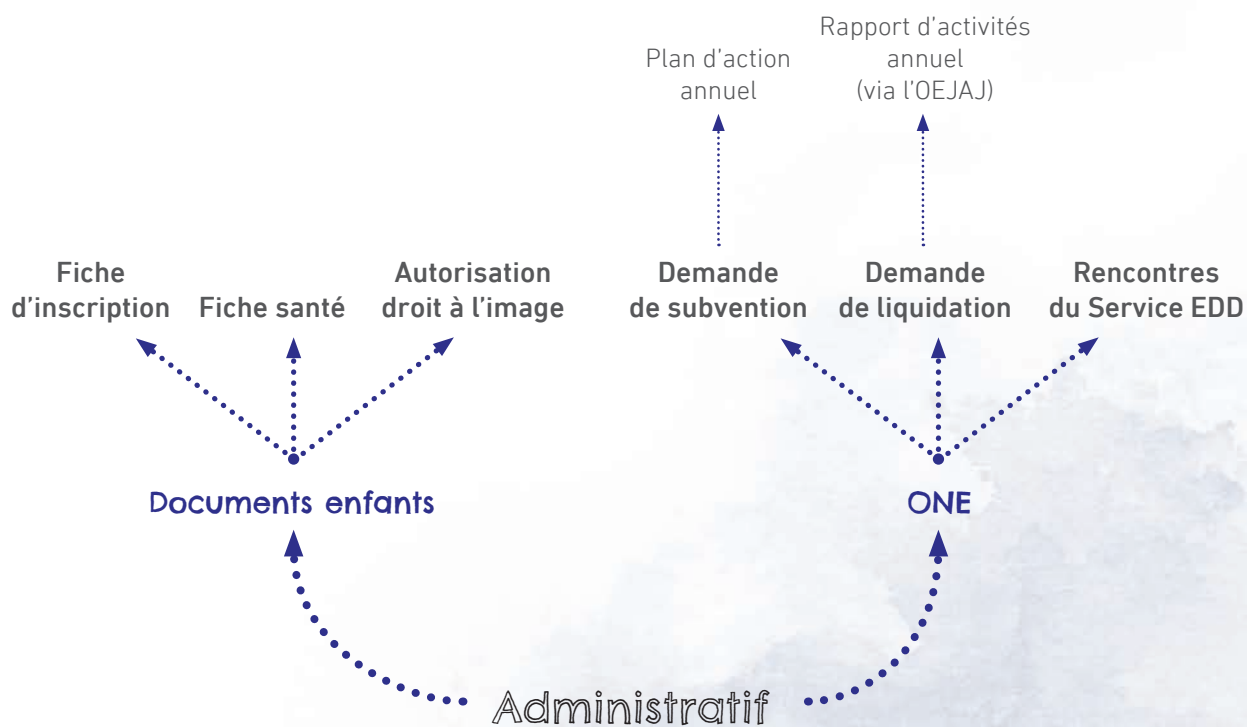 Plan d’action
annuel
Rapport d’activités
annuel
(via l’OEJAJ)
Fiche
d’inscription
Fiche santé
Autorisation
droit à l’image
Demande
de subvention
Demande
de liquidation
Rencontres
du Service EDD
Documents enfants
ONE
Administratif